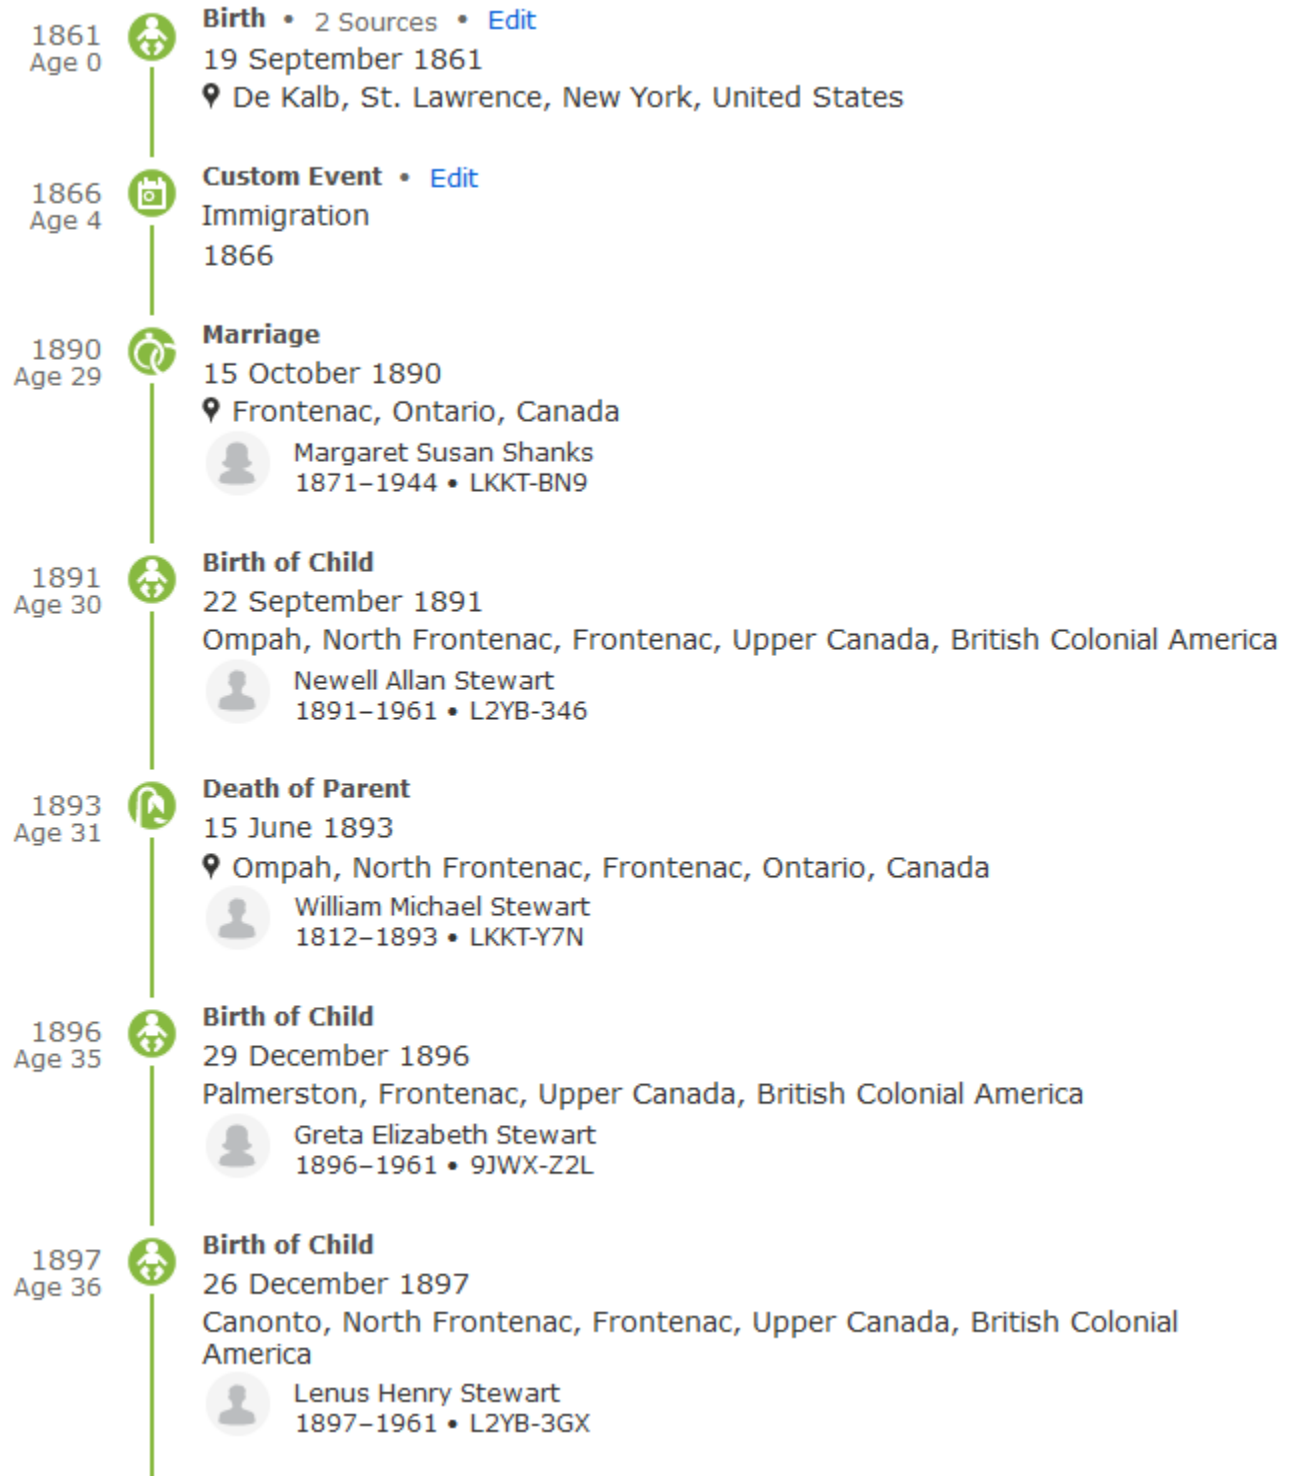 1861
Age 0
Birth • 2 Sources • Edit
19 September 1861
De Kalb, St. Lawrence, New York, United States
1866
Age 4
Custom Event • Edit
Immigration
1866
1890
Age 29
Marriage
15 October 1890
Frontenac, Ontario, Canada
Margaret Susan Shanks
1871–1944 • LKKT-BN9
1891
Age 30
Birth of Child
22 September 1891
Ompah, North Frontenac, Frontenac, Upper Canada, British Colonial America
Newell Allan Stewart
1891–1961 • L2YB-346
1893
Age 31
Death of Parent
15 June 1893
Ompah, North Frontenac, Frontenac, Ontario, Canada
William Michael Stewart
1812–1893 • LKKT-Y7N
1896
Age 35
Birth of Child
29 December 1896
Palmerston, Frontenac, Upper Canada, British Colonial America
Greta Elizabeth Stewart
1896–1961 • 9JWX-Z2L
1897
Age 36
Birth of Child
26 December 1897
Canonto, North Frontenac, Frontenac, Upper Canada, British Colonial
America
Lenus Henry Stewart
1897–1961 • L2YB-3GX